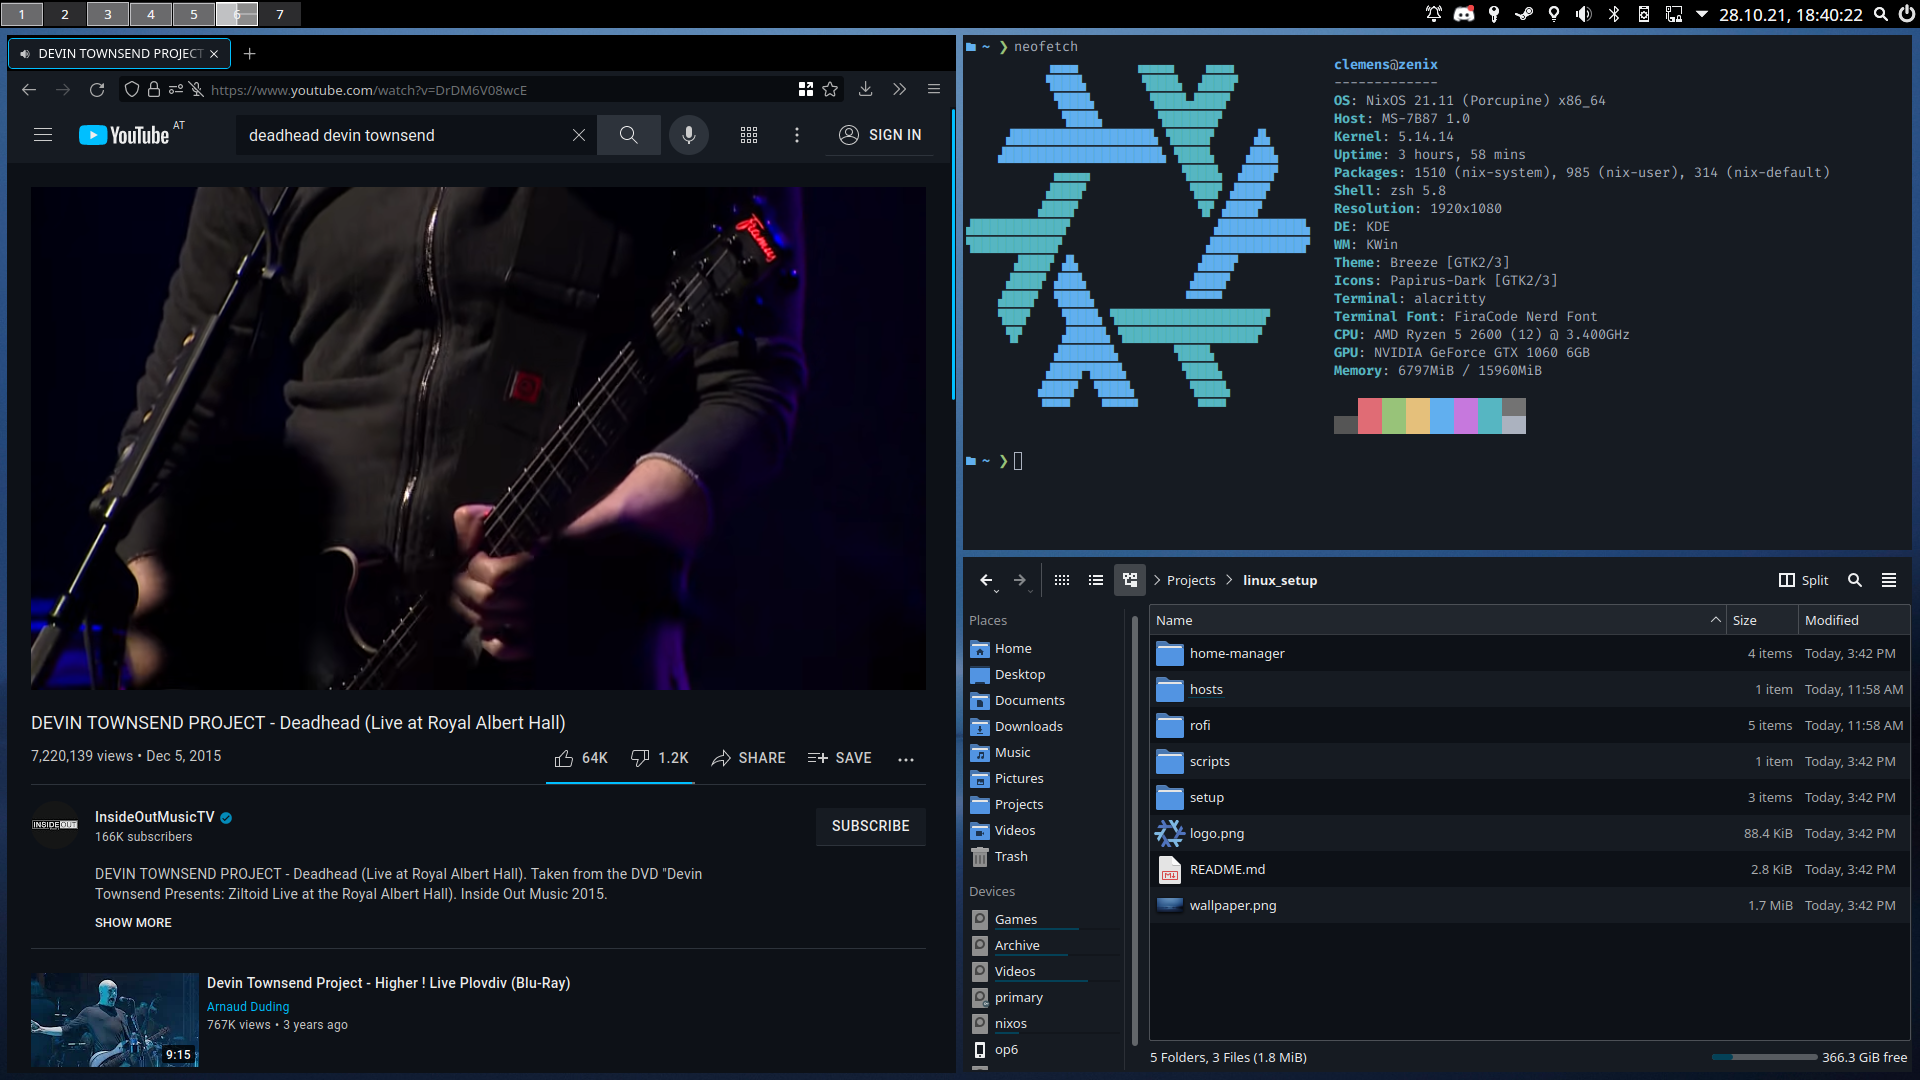 1 2 3 4 5 6 7
28.10.21, 18:40:22
DEVIN TOWNSEND PROJECT
https://www.youtube.com/watch?v=DrDM6V08wcE
YouTube AT
deadhead devin townsend
SIGN IN
Framus
DEVIN TOWNSEND PROJECT - Deadhead (Live at Royal Albert Hall)
7,220,139 views • Dec 5, 2015
64K 1.2K SHARE SAVE
INSIDEOUT
InsideOutMusicTV
166K subscribers
SUBSCRIBE
DEVIN TOWNSEND PROJECT - Deadhead (Live at Royal Albert Hall). Taken from the DVD "Devin
Townsend Presents: Ziltoid Live at the Royal Albert Hall). Inside Out Music 2015.
SHOW MORE
Devin Townsend Project - Higher ! Live Plovdiv (Blu-Ray)
Arnaud Duding
767K views • 3 years ago
9:15
~ ❯ neofetch
clemens@zenix
-------------
OS: NixOS 21.11 (Porcupine) x86_64
Host: MS-7B87 1.0
Kernel: 5.14.14
Uptime: 3 hours, 58 mins
Packages: 1510 (nix-system), 985 (nix-user), 314 (nix-default)
Shell: zsh 5.8
Resolution: 1920x1080
DE: KDE
WM: KWin
Theme: Breeze [GTK2/3]
Icons: Papirus-Dark [GTK2/3]
Terminal: alacritty
Terminal Font: FiraCode Nerd Font
CPU: AMD Ryzen 5 2600 (12) @ 3.400GHz
GPU: NVIDIA GeForce GTX 1060 6GB
Memory: 6797MiB / 15960MiB
~ ❯
Projects linux_setup
Split
Places
Home
Desktop
Documents
Downloads
Music
Pictures
Projects
Videos
Trash
Devices
Games
Archive
Videos
primary
nixos
op6
Name Size Modified
home-manager 4 items Today, 3:42 PM
hosts 1 item Today, 11:58 AM
rofi 5 items Today, 11:58 AM
scripts 1 item Today, 3:42 PM
setup 3 items Today, 3:42 PM
logo.png 88.4 KiB Today, 3:42 PM
README.md 2.8 KiB Today, 3:42 PM
wallpaper.png 1.7 MiB Today, 3:42 PM
5 Folders, 3 Files (1.8 MiB)
366.3 GiB free